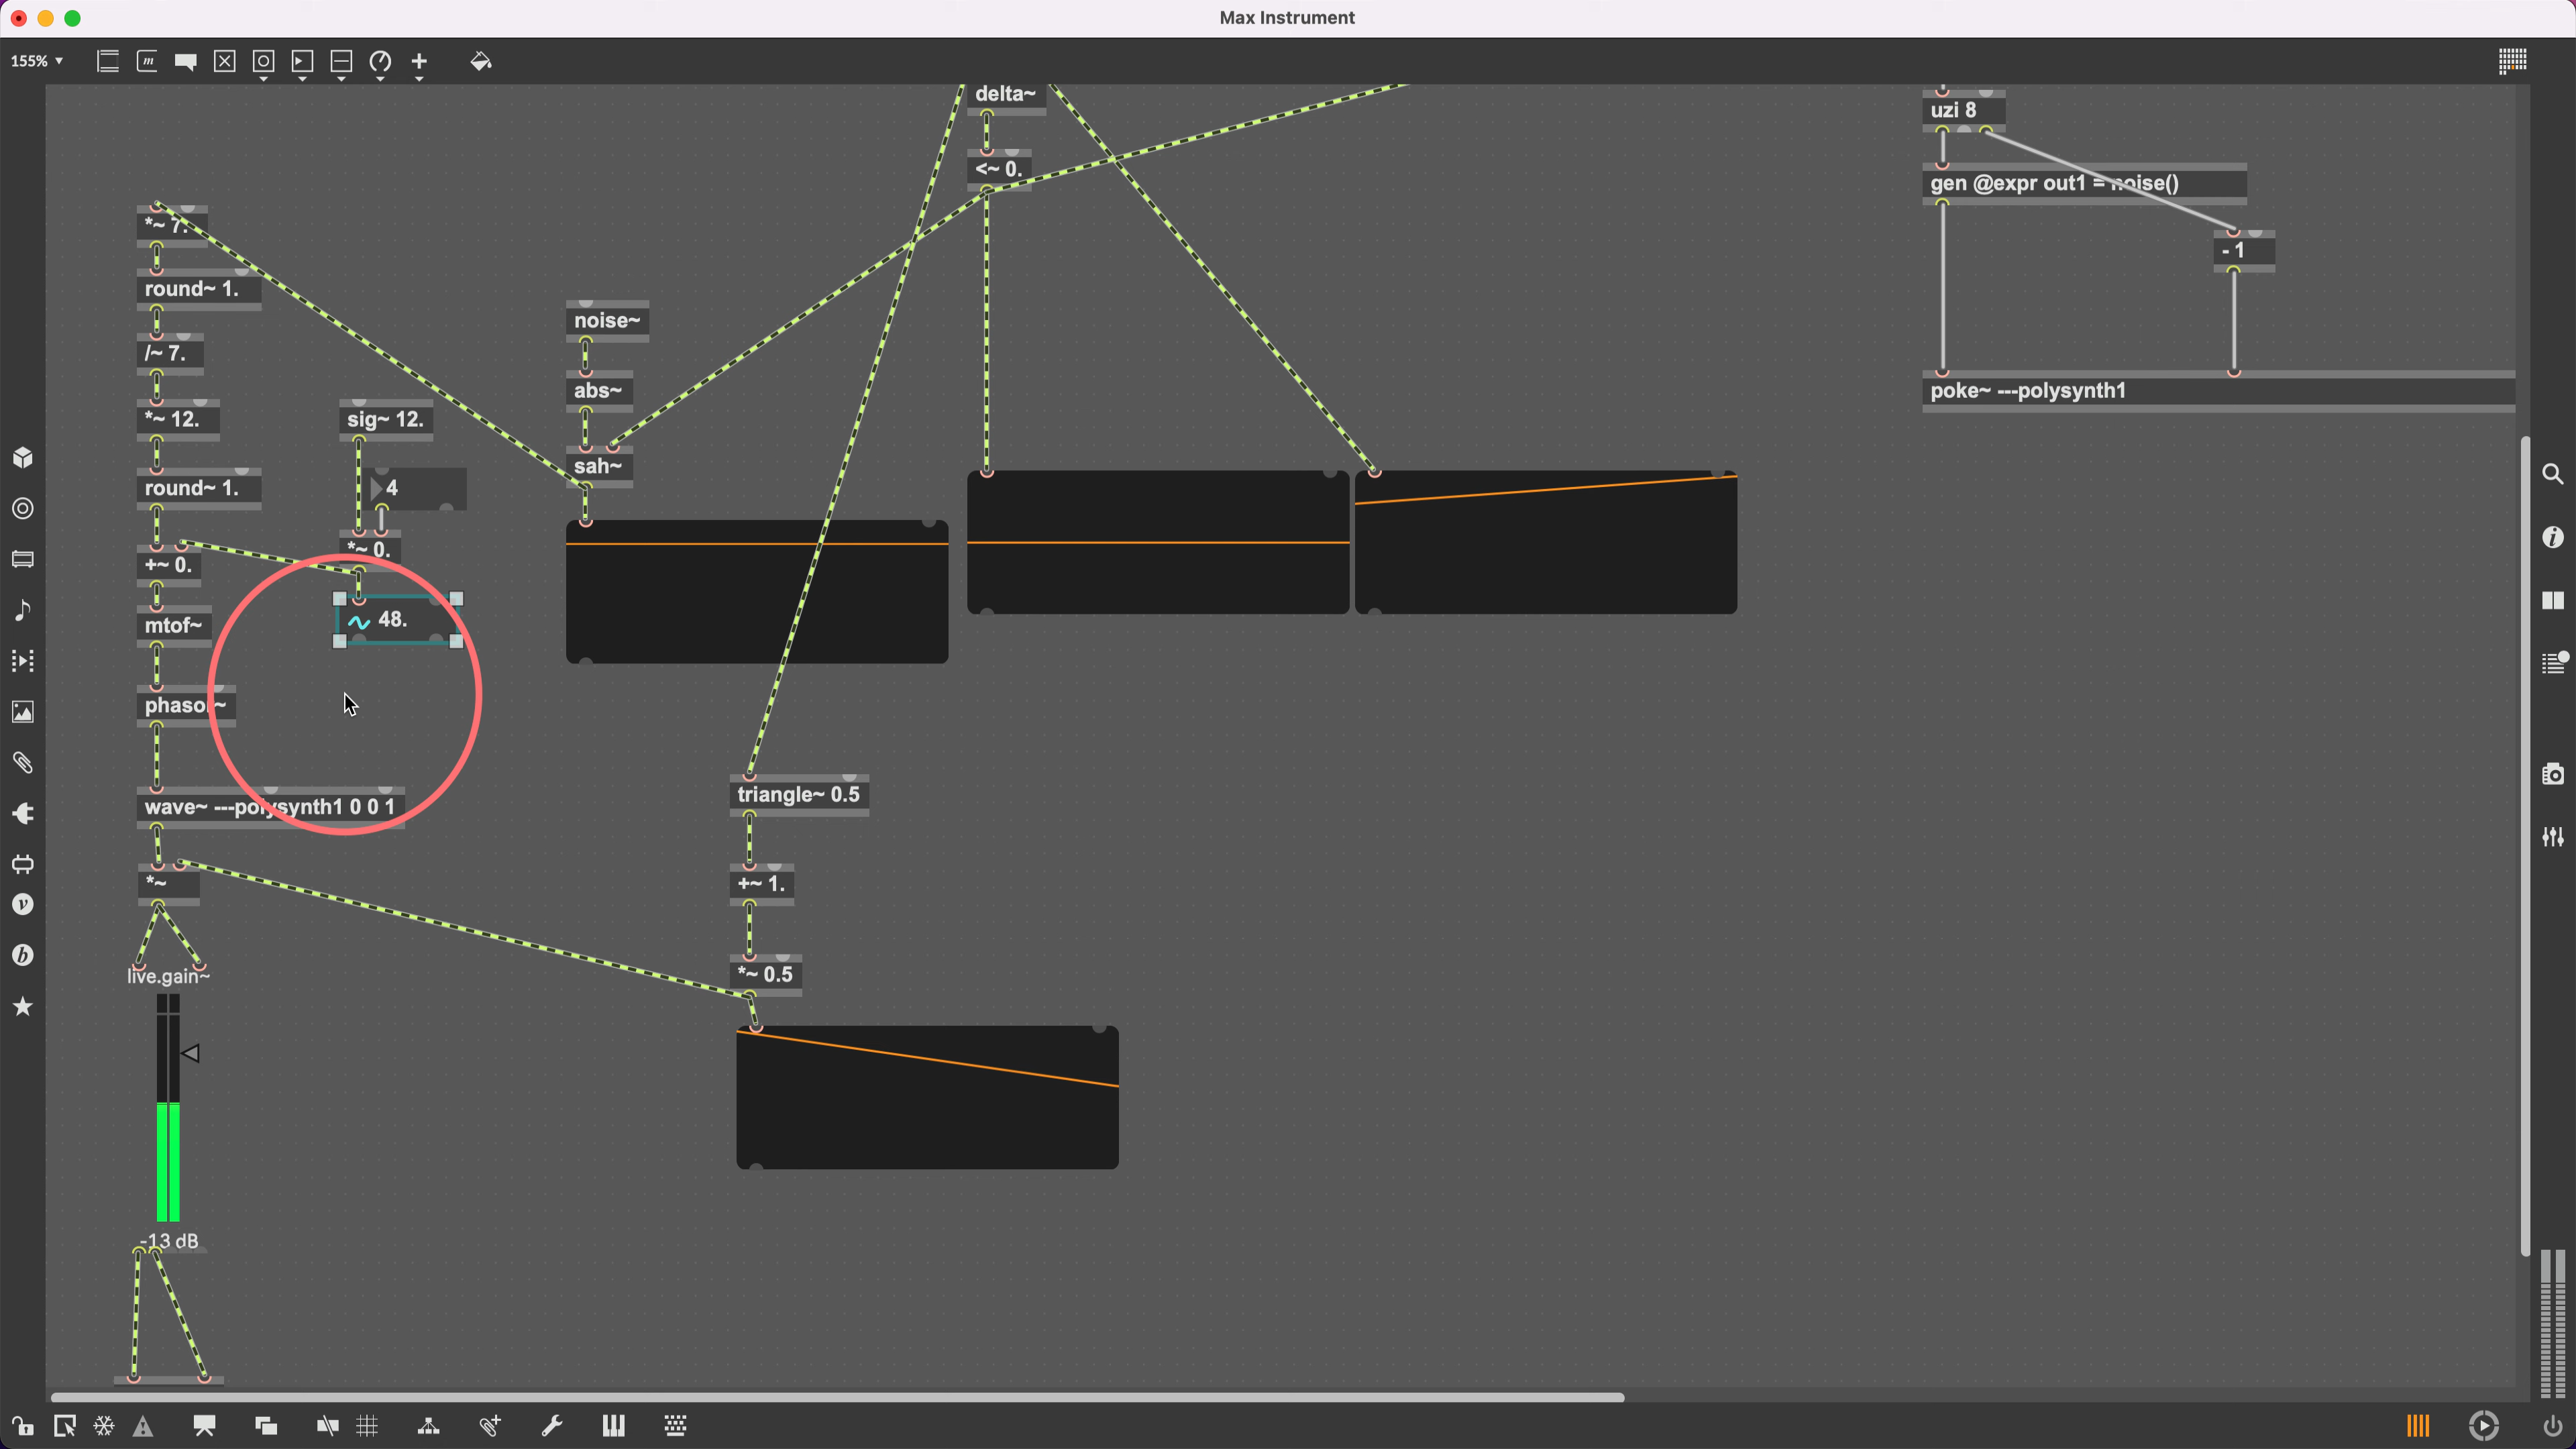 Max Instrument
155%
delta~
<~ 0.
uzi 8
gen @expr out1 = noise()
- 1
poke~ ---polysynth1
*~ 7.
round~ 1.
/~ 7.
*~ 12.
round~ 1.
+~ 0.
mtof~
phasor~
wave~ ---polysynth1 0 0 1
*~
live.gain~
-13 dB
sig~ 12.
4
*~ 0.
48.
noise~
abs~
sah~
triangle~ 0.5
+~ 1.
*~ 0.5